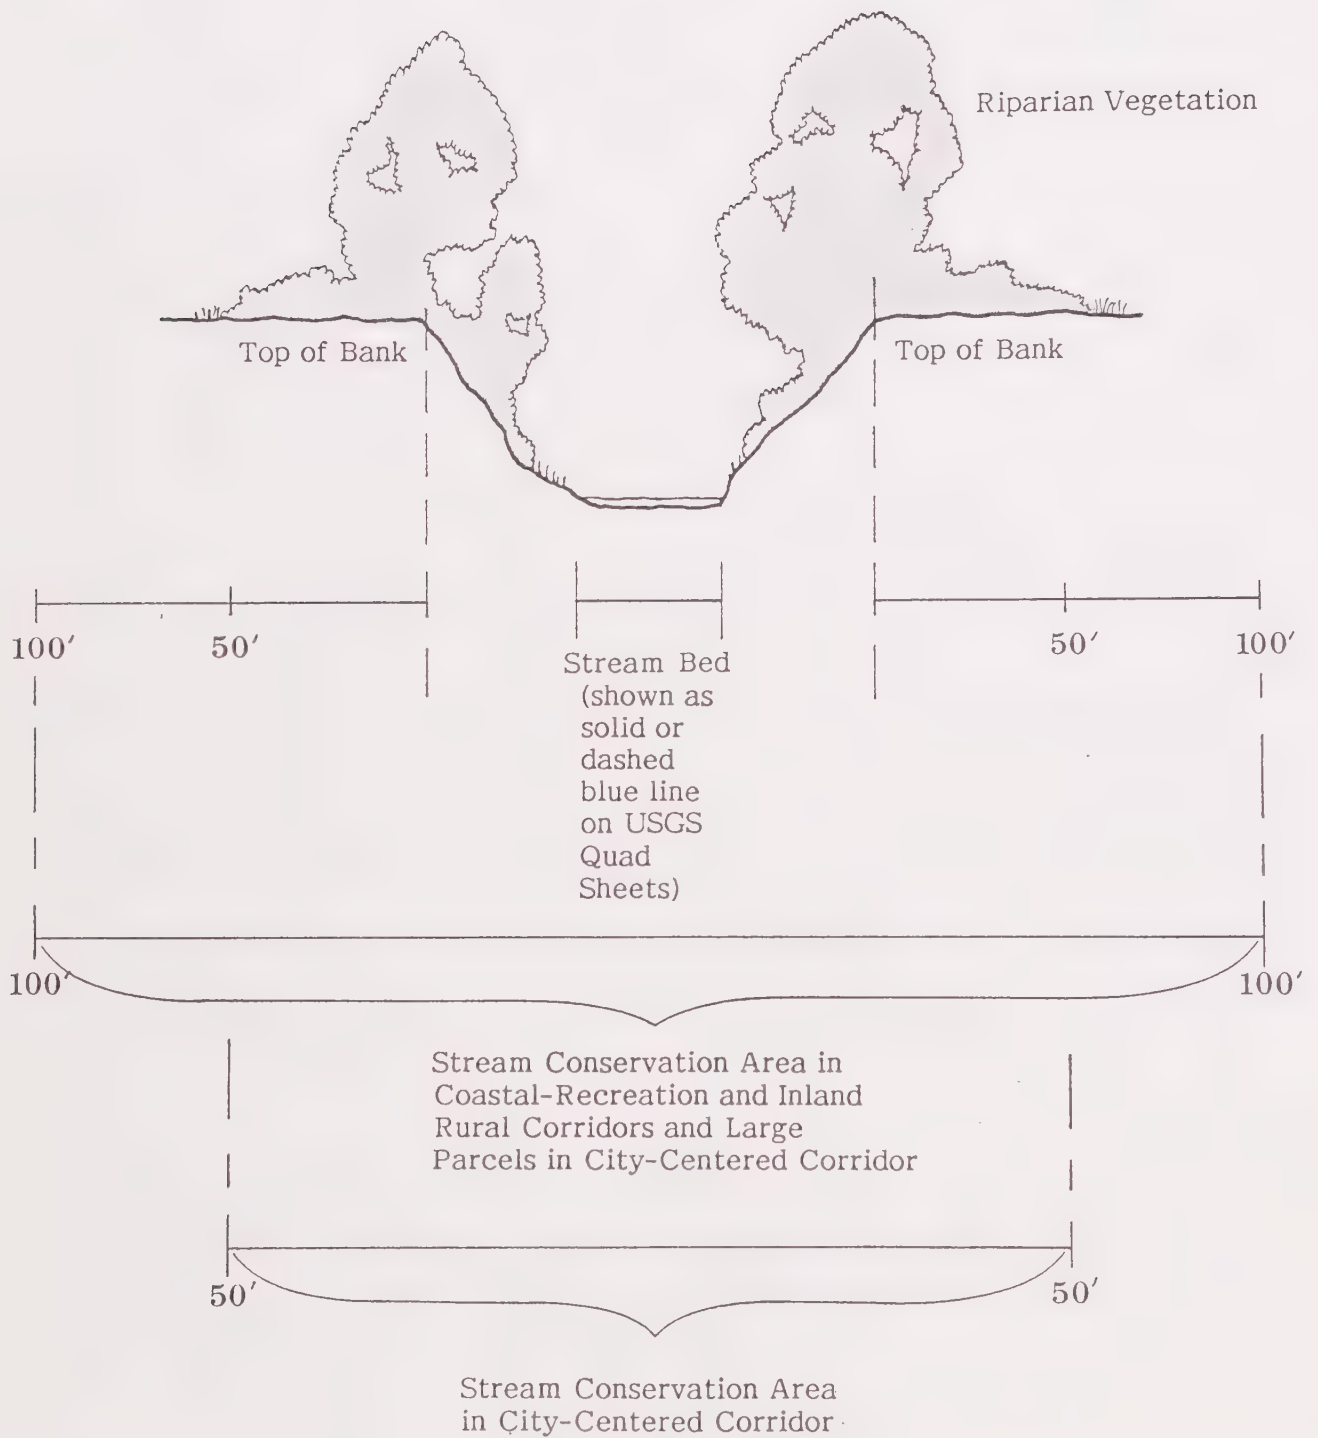 Riparian Vegetation
Top of Bank
Top of Bank
100′
50′
50′
100′
Stream Bed
(shown as
solid or
dashed
blue line
on USGS
Quad
Sheets)
100′
100′
Stream Conservation Area in
Coastal-Recreation and Inland
Rural Corridors and Large
Parcels in City-Centered Corridor
50′
50′
Stream Conservation Area
in City-Centered Corridor